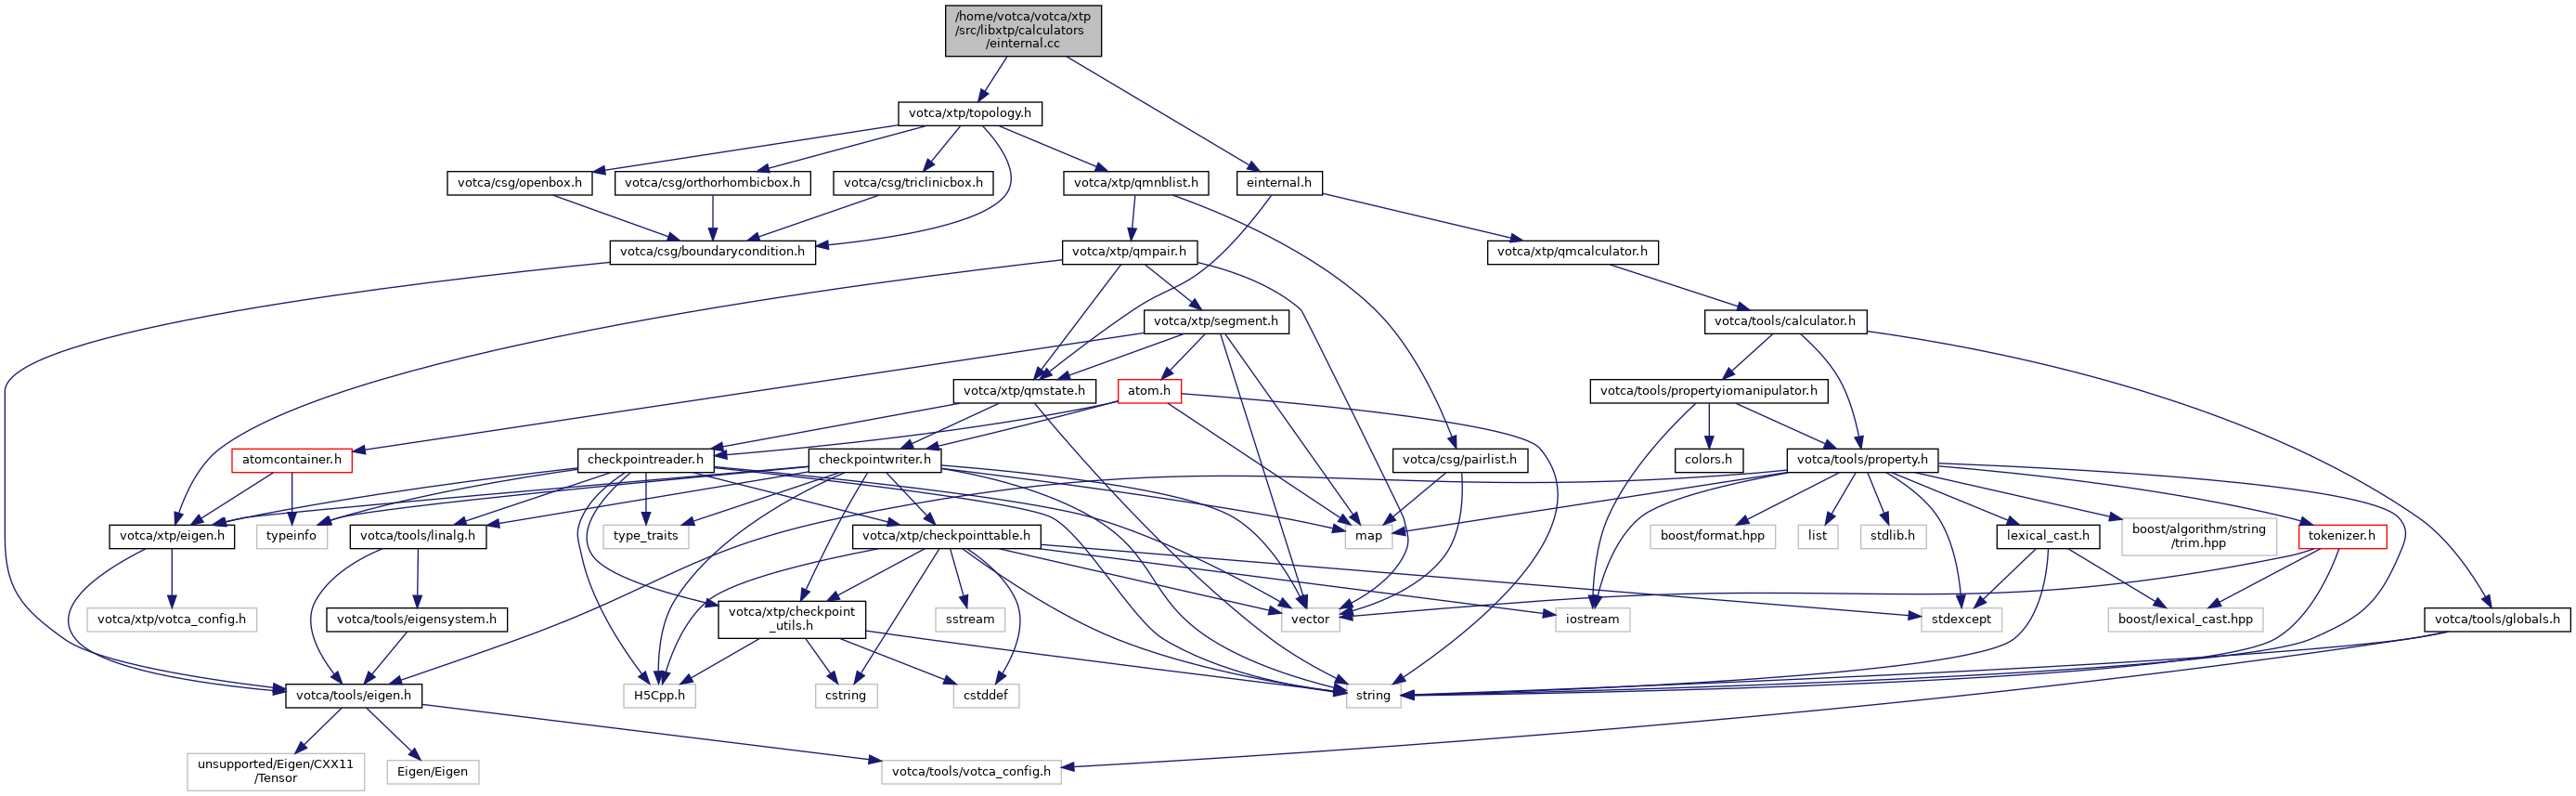 /home/votca/votca/xtp
/src/libxtp/calculators
/einternal.cc
votca/xtp/topology.h
votca/csg/openbox.h
votca/csg/orthorhombicbox.h
votca/csg/triclinicbox.h
votca/xtp/qmnblist.h
einternal.h
votca/csg/boundarycondition.h
votca/xtp/qmpair.h
votca/xtp/qmcalculator.h
votca/xtp/segment.h
votca/tools/calculator.h
votca/xtp/qmstate.h
atom.h
votca/tools/propertyiomanipulator.h
atomcontainer.h
checkpointreader.h
checkpointwriter.h
votca/csg/pairlist.h
colors.h
votca/tools/property.h
votca/xtp/eigen.h
typeinfo
votca/tools/linalg.h
type_traits
votca/xtp/checkpointtable.h
map
boost/format.hpp
list
stdlib.h
lexical_cast.h
boost/algorithm/string
/trim.hpp
tokenizer.h
votca/xtp/votca_config.h
votca/tools/eigensystem.h
votca/xtp/checkpoint
_utils.h
sstream
vector
iostream
stdexcept
boost/lexical_cast.hpp
votca/tools/globals.h
votca/tools/eigen.h
H5Cpp.h
cstring
cstddef
string
unsupported/Eigen/CXX11
/Tensor
Eigen/Eigen
votca/tools/votca_config.h